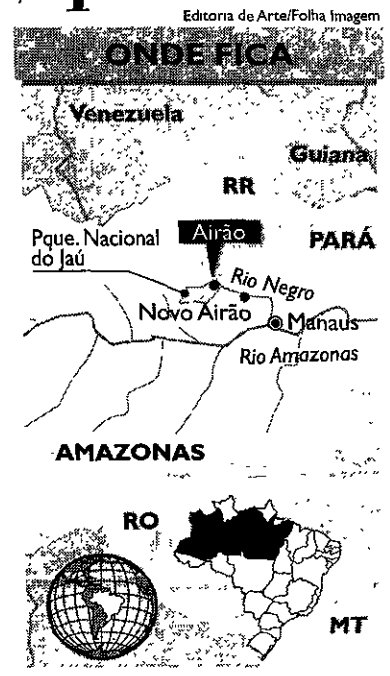 Editoria de Arte/Folha Imagem
ONDE FICA
Venezuela
Guiana
RR
Pque. Nacional
do Jaú
Airão
PARÁ
Rio Negro
Novo Airão
Manaus
Rio Amazonas
AMAZONAS
RO
MT